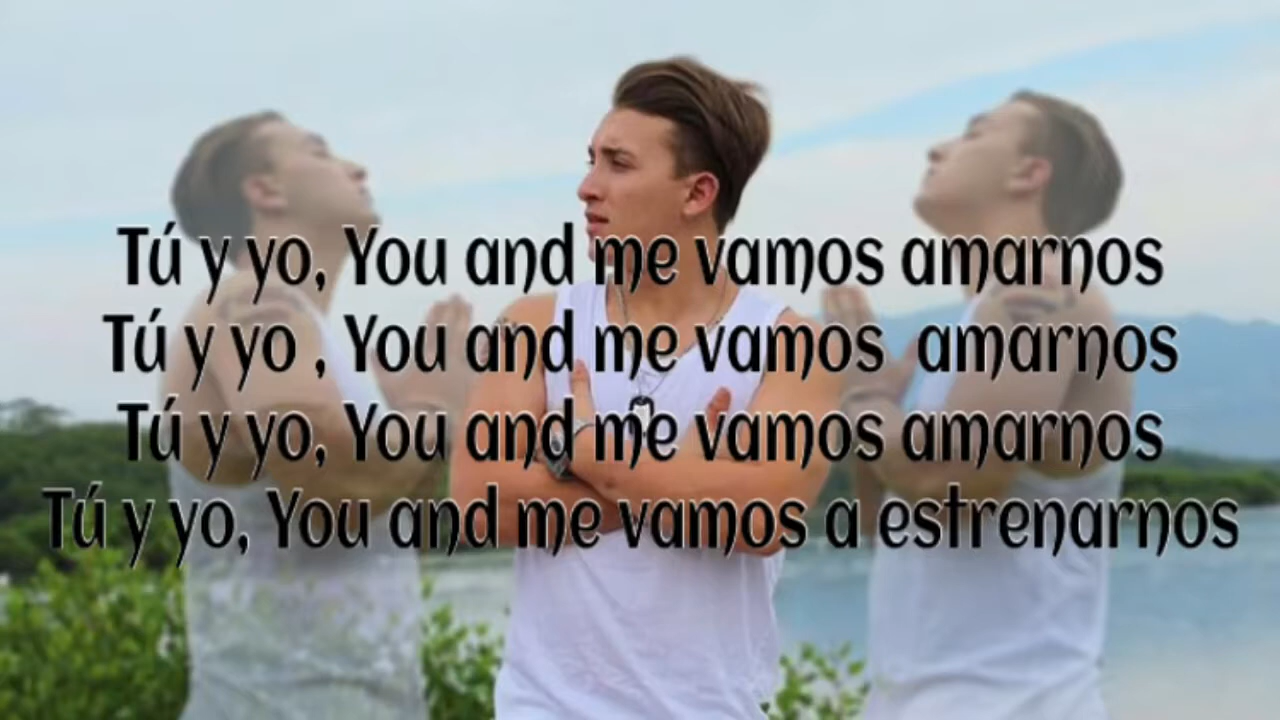 Tú y yo, You and me vamos amarnos
Tú y yo , You and me vamos amarnos
Tú y yo, You and me vamos amarnos
Tú y yo, You and me vamos a estrenarnos